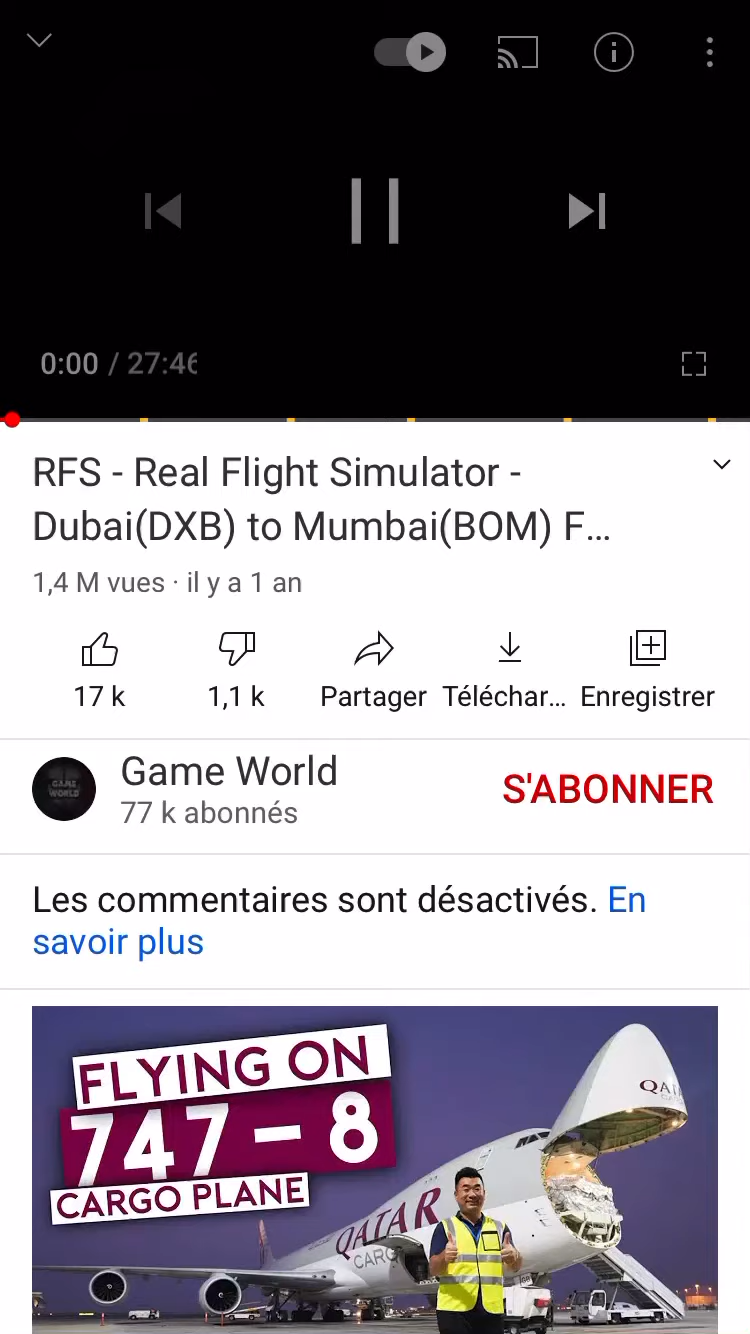 0:00 / 27:46
RFS - Real Flight Simulator -
Dubai(DXB) to Mumbai(BOM) F...
1,4 M vues · il y a 1 an
17 k
1,1 k
Partager
Téléchar...
Enregistrer
GAME
WORLD
Game World
77 k abonnés
S'ABONNER
Les commentaires sont désactivés. En
savoir plus
FLYING ON
747-8
CARGO PLANE
QATAR
CARGO